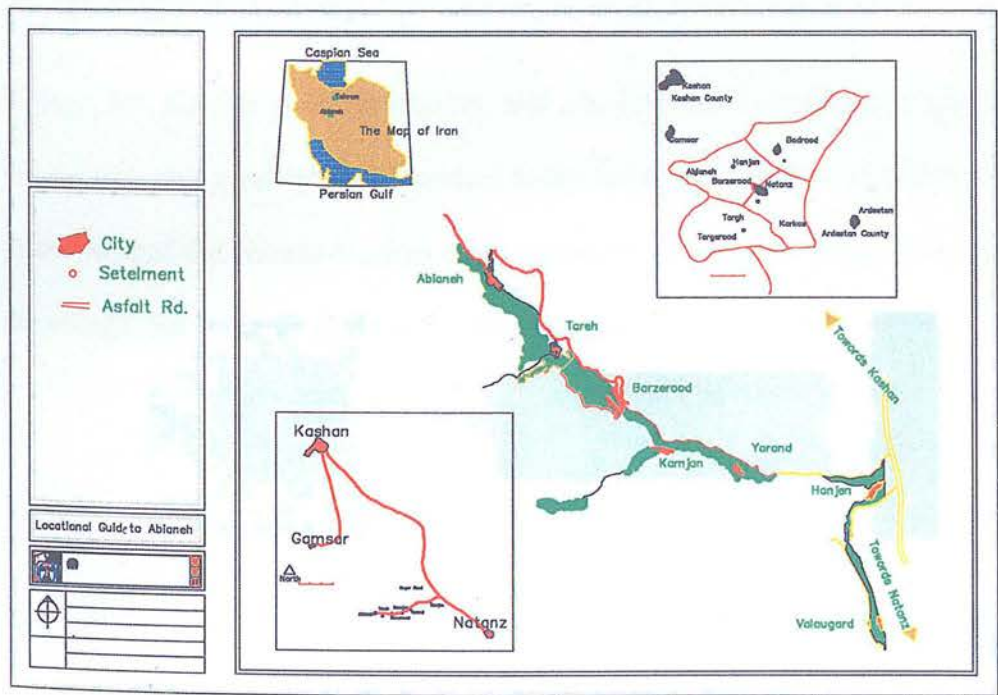 Caspian Sea
Tehran
Abianeh
The Map of Iran
Persian Gulf
Kashan
Kashan County
Gamsar
Badrood
Hanjan
Abianeh
Barzerood
Natanz
Targh
Karkas
Targerood
Ardestan
Ardestan County
City
Setelment
Asfalt Rd.
Abianeh
Tareh
Barzerood
Yarand
Kamjan
Hanjan
Towards Kashan
Towards Natanz
Valaugard
Kashan
Gamsar
North
Natanz
Locational Guide to Abianeh